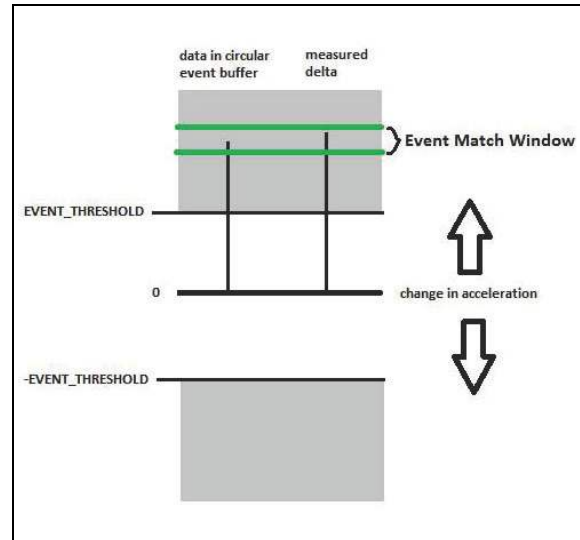 data in circular
event buffer
measured
delta
Event Match Window
EVENT_THRESHOLD
0
change in acceleration
-EVENT_THRESHOLD